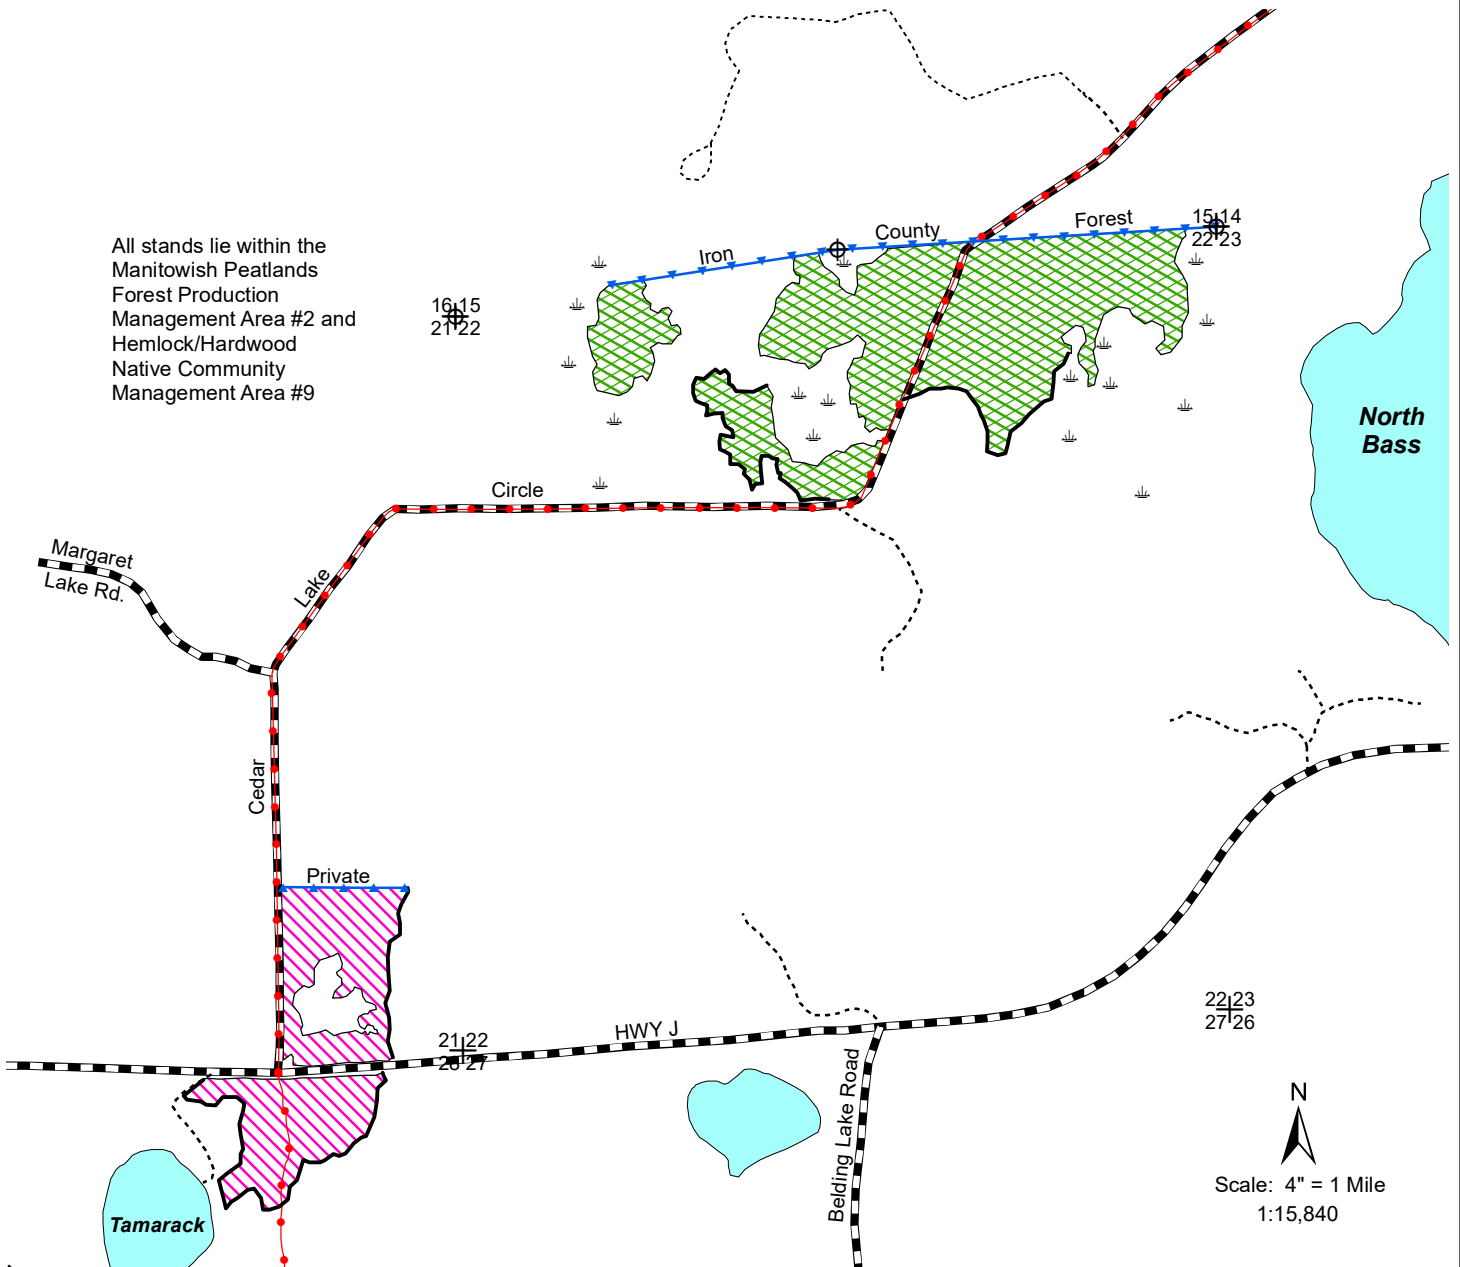 Iron
County
Forest
15 14
22 23
All stands lie within the
Manitowish Peatlands
Forest Production
Management Area #2 and
Hemlock/Hardwood
Native Community
Management Area #9
16 15
21 22
North
Bass
Circle
Margaret
Lake Rd.
Lake
Cedar
Private
21 22
28 27
HWY J
22 23
27 26
Belding Lake Road
N
Scale: 4" = 1 Mile
1:15,840
Tamarack